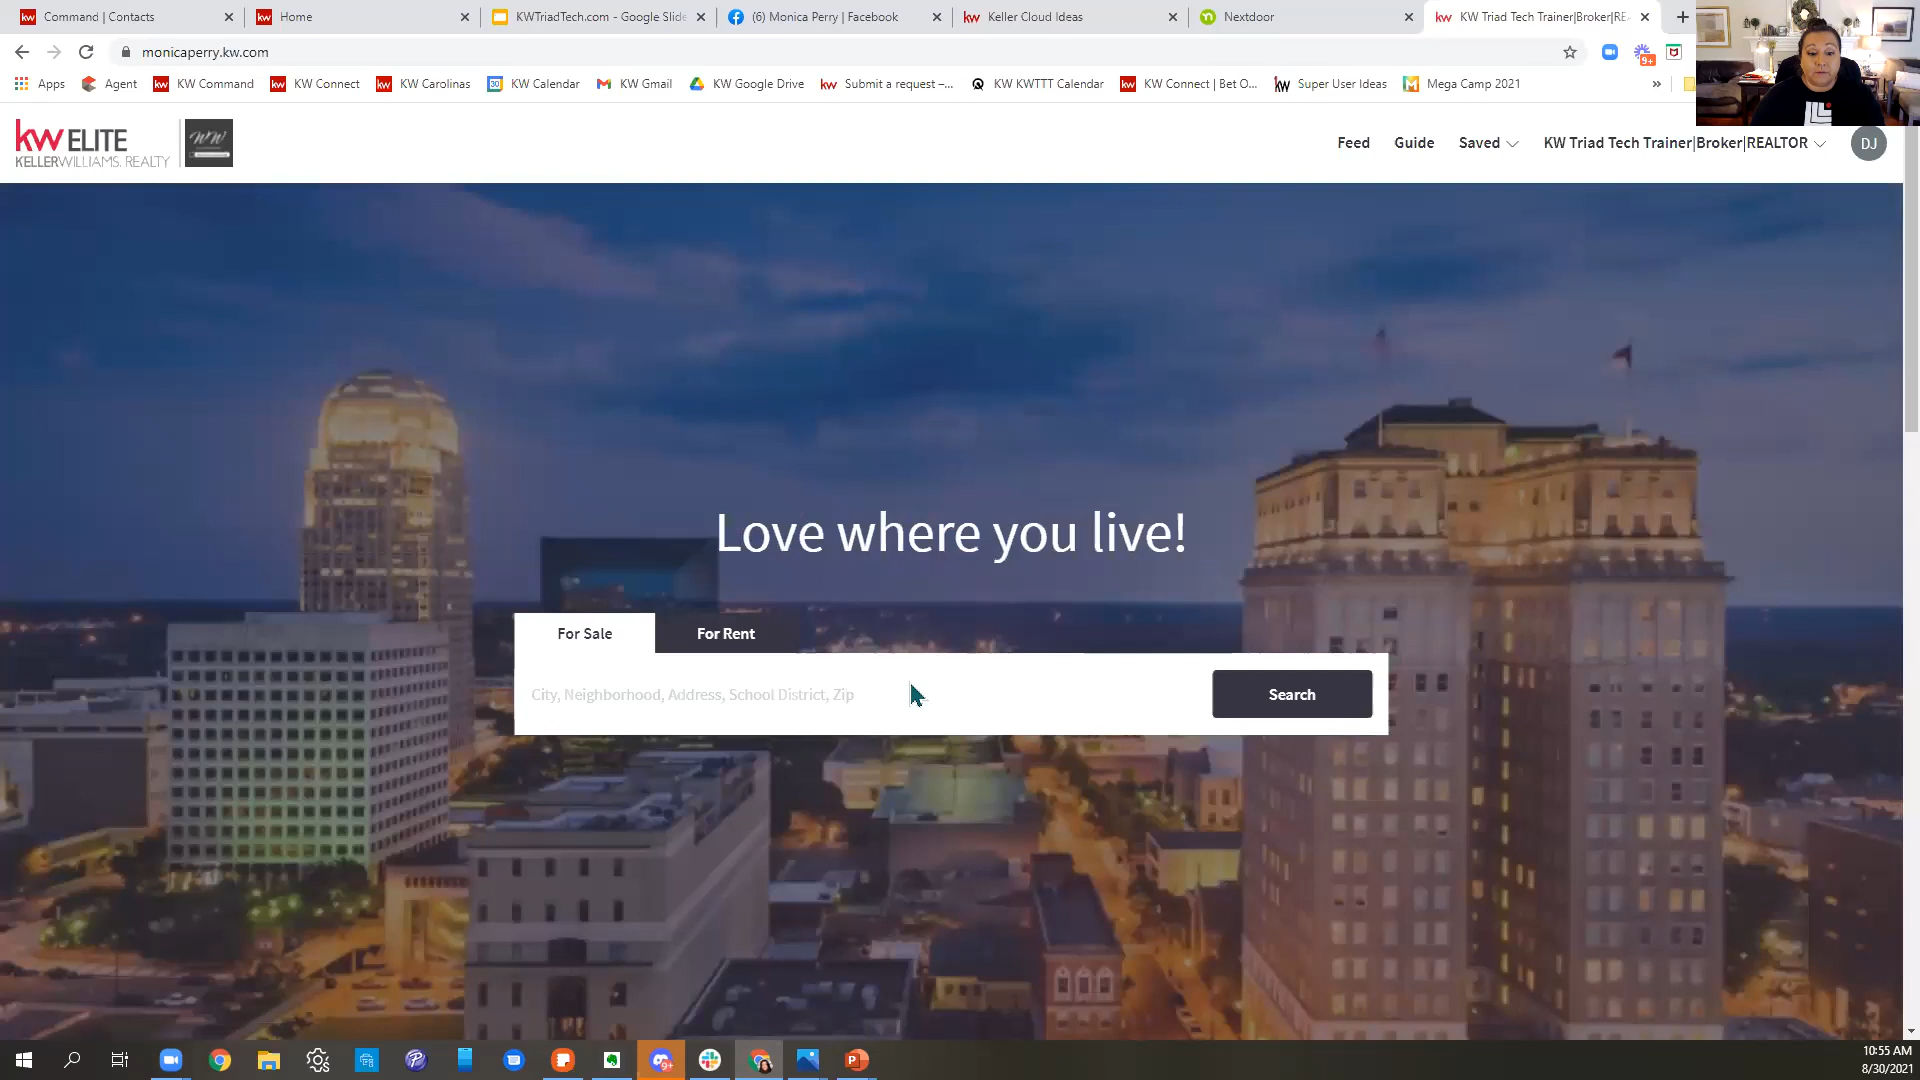 Command | Contacts
Home
KWTriadTech.com - Google Slide
(6) Monica Perry | Facebook
Keller Cloud Ideas
Nextdoor
KW Triad Tech Trainer|Broker|RE
monicaperry.kw.com
9+
Apps
Agent
KW Command
KW Connect
KW Carolinas
KW Calendar
KW Gmail
KW Google Drive
Submit a request –...
KW KWTTT Calendar
KW Connect | Bet O...
Super User Ideas
Mega Camp 2021
kw ELITE
KELLERWILLIAMS. REALTY
WW
Feed
Guide
Saved
KW Triad Tech Trainer|Broker|REALTOR
DJ
Love where you live!
For Sale
For Rent
City, Neighborhood, Address, School District, Zip
Search
10:55 AM
8/30/2021